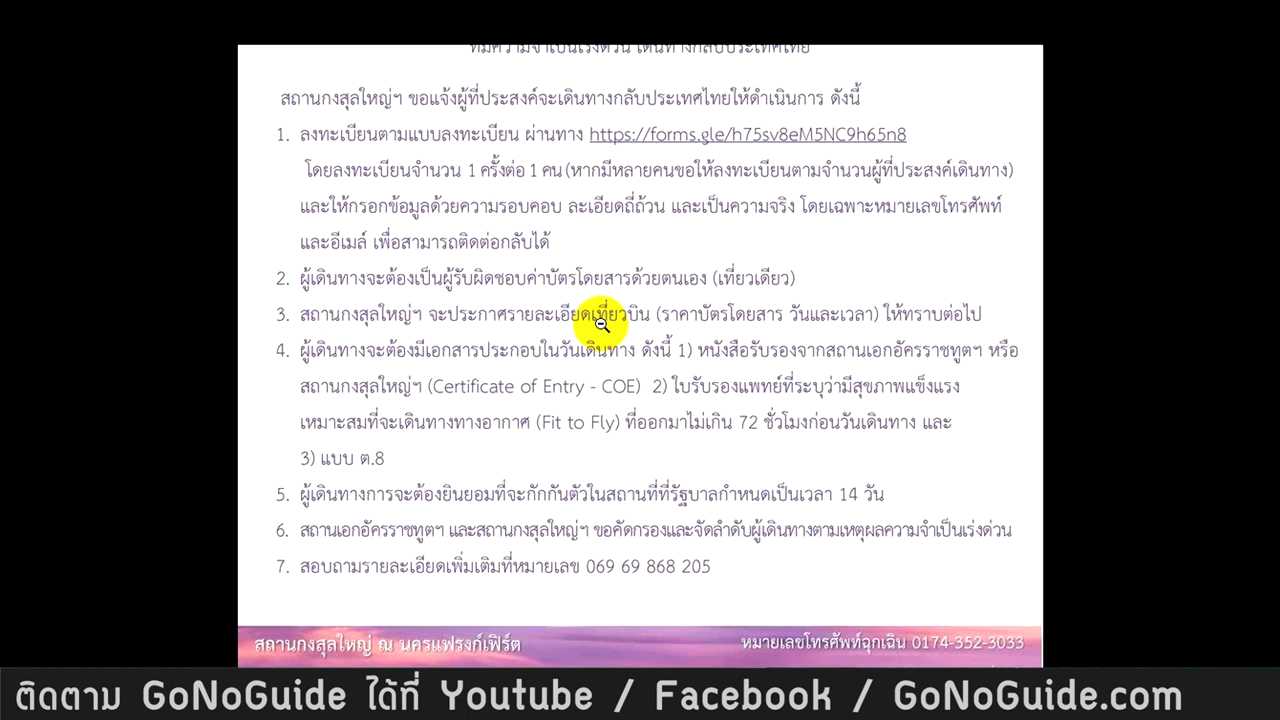 ที่มีความจำเป็นเร่งด่วน เดินทางกลับประเทศไทย
สถานกงสุลใหญ่ฯ ขอแจ้งผู้ที่ประสงค์จะเดินทางกลับประเทศไทยให้ดำเนินการ ดังนี้
1. ลงทะเบียนตามแบบลงทะเบียน ผ่านทาง https://forms.gle/h75sv8eM5NC9h65n8
โดยลงทะเบียนจำนวน 1 ครั้งต่อ 1 คน (หากมีหลายคนขอให้ลงทะเบียนตามจำนวนผู้ที่ประสงค์เดินทาง)
และให้กรอกข้อมูลด้วยความรอบคอบ ละเอียดถี่ถ้วน และเป็นความจริง โดยเฉพาะหมายเลขโทรศัพท์
และอีเมล์ เพื่อสามารถติดต่อกลับได้
2. ผู้เดินทางจะต้องเป็นผู้รับผิดชอบค่าบัตรโดยสารด้วยตนเอง (เที่ยวเดียว)
3. สถานกงสุลใหญ่ฯ จะประกาศรายละเอียดเที่ยวบิน (ราคาบัตรโดยสาร วันและเวลา) ให้ทราบต่อไป
4. ผู้เดินทางจะต้องมีเอกสารประกอบในวันเดินทาง ดังนี้ 1) หนังสือรับรองจากสถานเอกอัครราชทูตฯ หรือ
สถานกงสุลใหญ่ฯ (Certificate of Entry - COE) 2) ใบรับรองแพทย์ที่ระบุว่ามีสุขภาพแข็งแรง
เหมาะสมที่จะเดินทางทางอากาศ (Fit to Fly) ที่ออกมาไม่เกิน 72 ชั่วโมงก่อนวันเดินทาง และ
3) แบบ ต.8
5. ผู้เดินทางการจะต้องยินยอมที่จะกักกันตัวในสถานที่ที่รัฐบาลกำหนดเป็นเวลา 14 วัน
6. สถานเอกอัครราชทูตฯ และสถานกงสุลใหญ่ฯ ขอคัดกรองและจัดลำดับผู้เดินทางตามเหตุผลความจำเป็นเร่งด่วน
7. สอบถามรายละเอียดเพิ่มเติมที่หมายเลข 069 69 868 205
สถานกงสุลใหญ่ ณ นครแฟรงก์เฟิร์ต หมายเลขโทรศัพท์ฉุกเฉิน 0174-352-3033
ติดตาม GoNoGuide ได้ที่ Youtube / Facebook / GoNoGuide.com